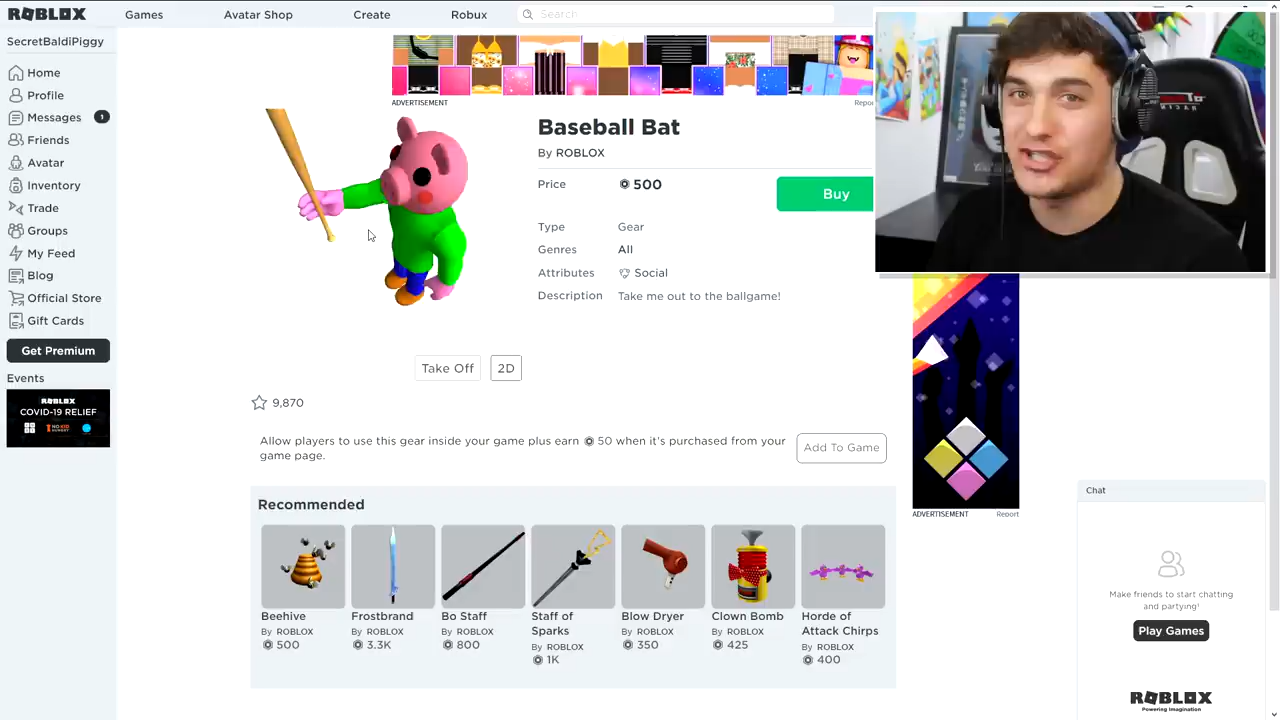 ROBLOX
Games
Avatar Shop
Create
Robux
Search
SecretBaldiPiggy
Home
Profile
Messages
1
Friends
Avatar
Inventory
Trade
Groups
My Feed
Blog
Official Store
Gift Cards
Get Premium
Events
ROBLOX
COVID-19 RELIEF
ADVERTISEMENT
Baseball Bat
By ROBLOX
Price
500
Buy
Type
Gear
Genres
All
Attributes
Social
Description
Take me out to the ballgame!
Take Off
2D
9,870
Allow players to use this gear inside your game plus earn 50 when it's purchased from your
game page.
Add To Game
Recommended
Beehive
By ROBLOX
500
Frostbrand
By ROBLOX
3.3K
Bo Staff
By ROBLOX
800
Staff of
Sparks
By ROBLOX
1K
Blow Dryer
By ROBLOX
350
Clown Bomb
By ROBLOX
425
Horde of
Attack Chirps
By ROBLOX
400
ADVERTISEMENT
Report
Chat
Make friends to start chatting
and partying!
Play Games
ROBLOX
Powering Imagination